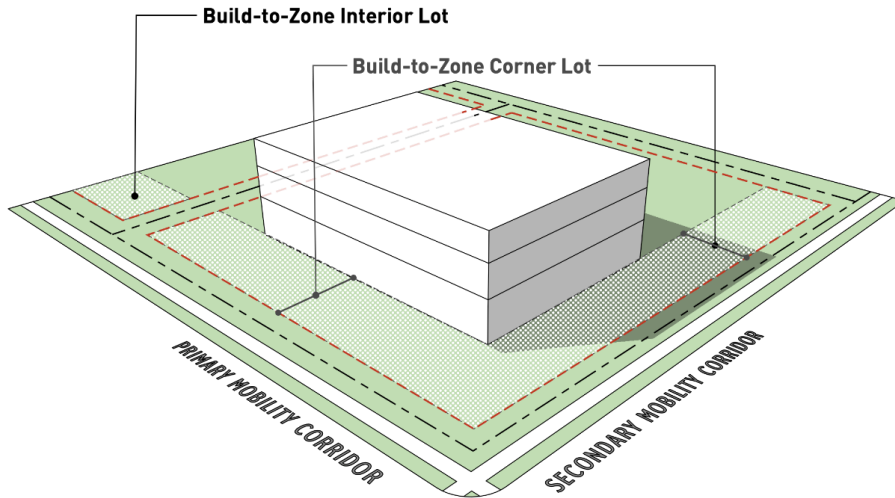 Build-to-Zone Interior Lot
Build-to-Zone Corner Lot
PRIMARY MOBILITY CORRIDOR
SECONDARY MOBILITY CORRIDOR